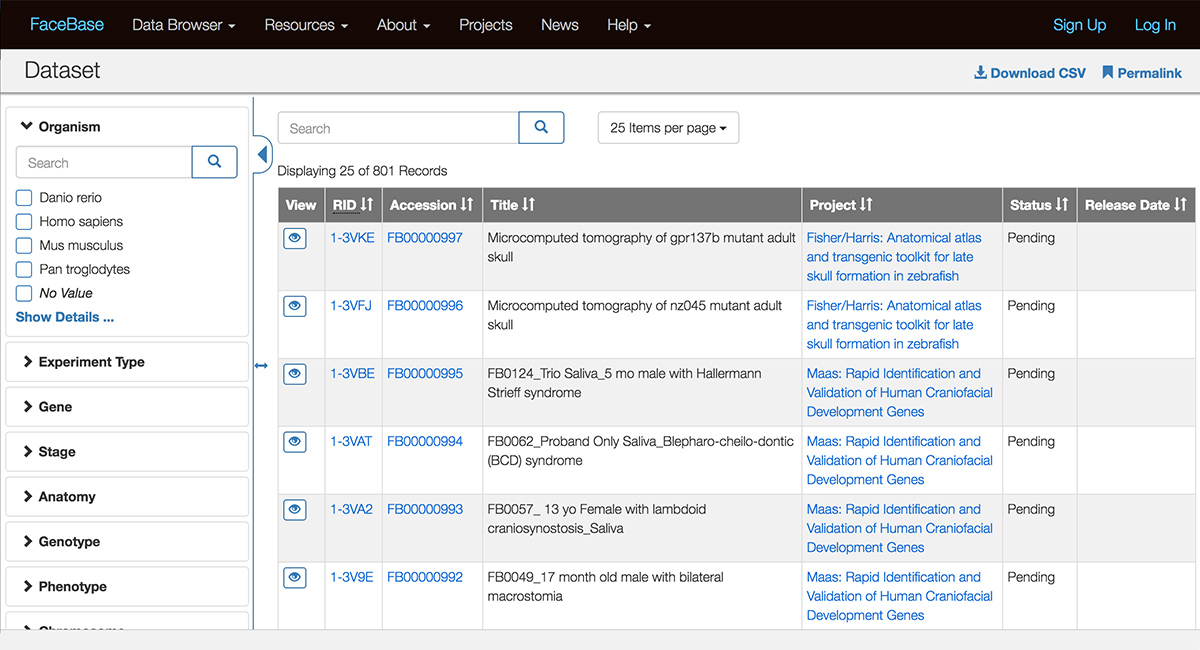 FaceBase Data Browser Resources About Projects News Help Sign Up Log In
Dataset
Download CSV Permalink
Organism
Search
Danio rerio
Homo sapiens
Mus musculus
Pan troglodytes
No Value
Show Details ...
Experiment Type
Gene
Stage
Anatomy
Genotype
Phenotype
Chromosome
Search
25 Items per page
Displaying 25 of 801 Records
View RID Accession Title Project Status Release Date
1-3VKE FB00000997 Microcomputed tomography of gpr137b mutant adult Fisher/Harris: Anatomical atlas Pending
skull and transgenic toolkit for late
skull formation in zebrafish
1-3VFJ FB00000996 Microcomputed tomography of nz045 mutant adult Fisher/Harris: Anatomical atlas Pending
skull and transgenic toolkit for late
skull formation in zebrafish
1-3VBE FB00000995 FB0124_Trio Saliva_5 mo male with Hallermann Maas: Rapid Identification and Pending
Strieff syndrome Validation of Human Craniofacial
Development Genes
1-3VAT FB00000994 FB0062_Proband Only Saliva_Blepharo-cheilo-dontic Maas: Rapid Identification and Pending
(BCD) syndrome Validation of Human Craniofacial
Development Genes
1-3VA2 FB00000993 FB0057_ 13 yo Female with lambdoid Maas: Rapid Identification and Pending
craniosynostosis_Saliva Validation of Human Craniofacial
Development Genes
1-3V9E FB00000992 FB0049_17 month old male with bilateral Maas: Rapid Identification and Pending
macrostomia Validation of Human Craniofacial
Development Genes